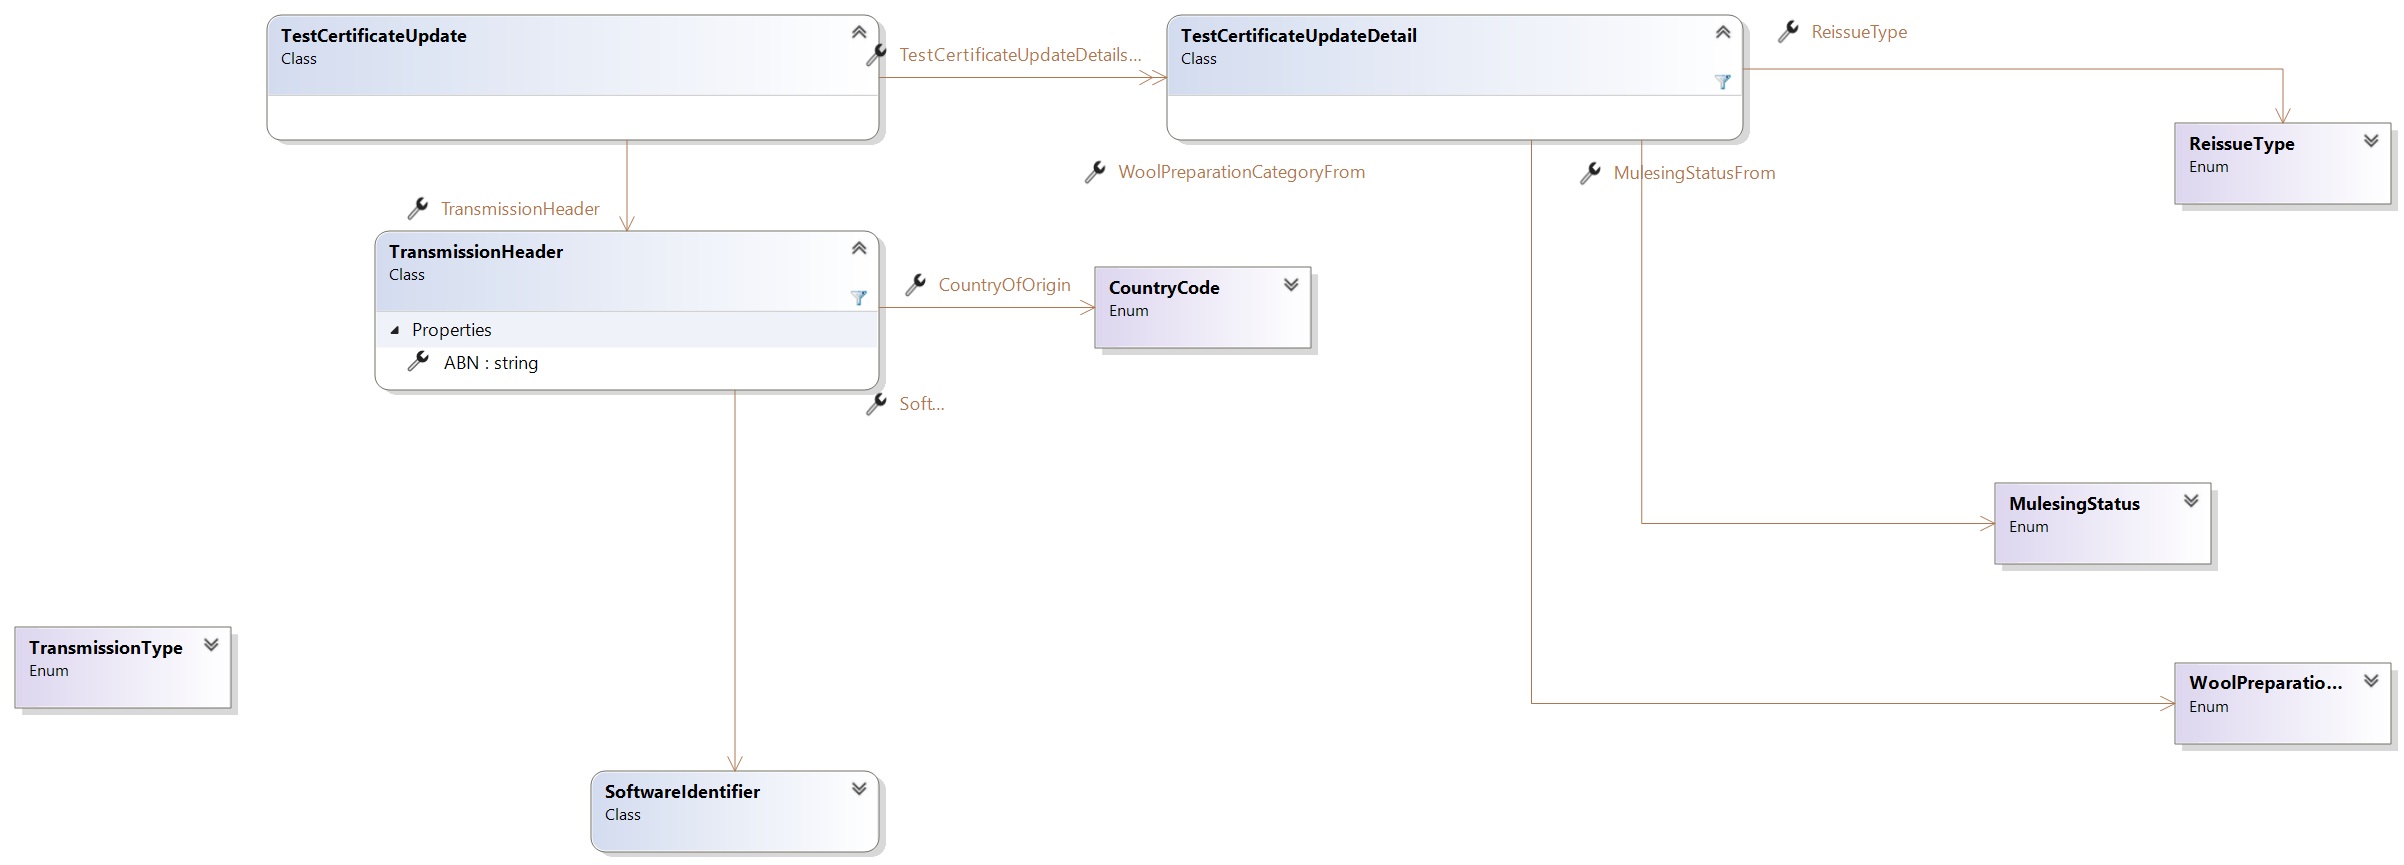 TestCertificateUpdate
Class
TestCertificateUpdateDetails...
TestCertificateUpdateDetail
Class
ReissueType
ReissueType
Enum
WoolPreparationCategoryFrom
MulesingStatusFrom
TransmissionHeader
TransmissionHeader
Class
Properties
ABN : string
CountryOfOrigin
CountryCode
Enum
Soft...
MulesingStatus
Enum
TransmissionType
Enum
WoolPreparatio...
Enum
SoftwareIdentifier
Class